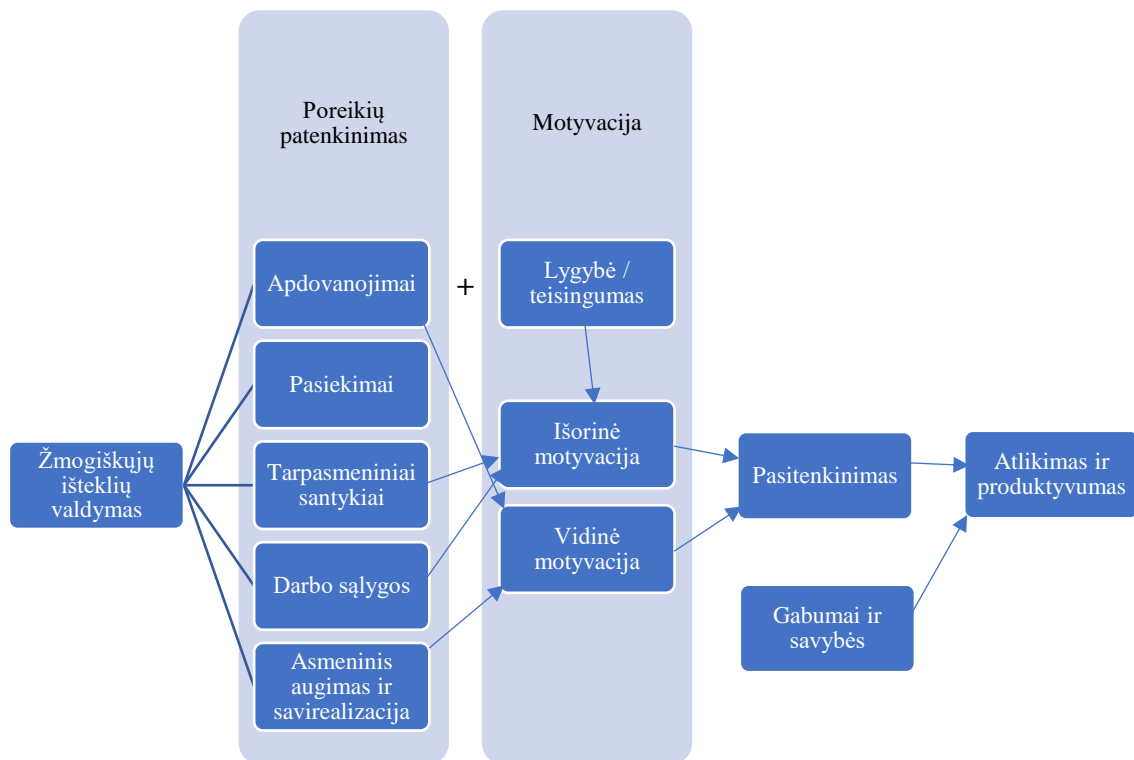 Poreikių
patenkinimas
Motyvacija
Apdovanojimai
+
Lygybė /
teisingumas
Pasiekimai
Žmogiškųjų
išteklių
valdymas
Tarpasmeniniai
santykiai
Išorinė
motyvacija
Pasitenkinimas
Atlikimas ir
produktyvumas
Vidinė
motyvacija
Darbo sąlygos
Gabumai ir
savybės
Asmeninis
augimas ir
savirealizacija